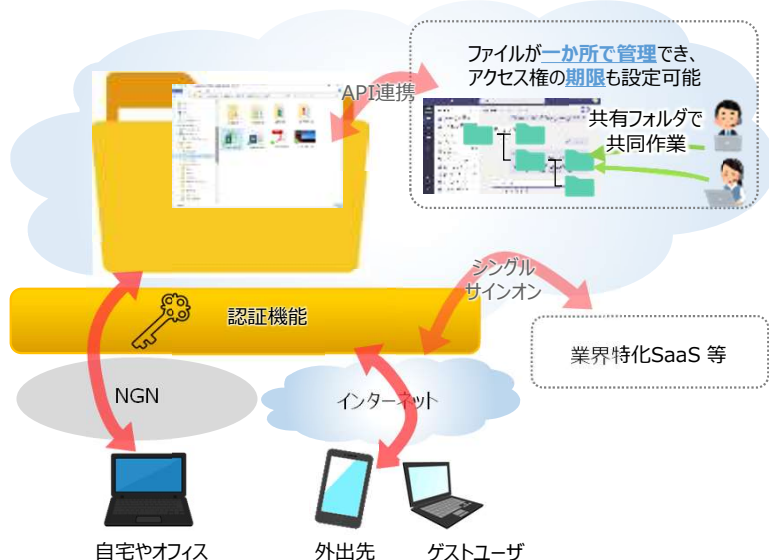 ファイルが一か所で管理でき、
アクセス権の期限も設定可能
API連携
共有フォルダで
共同作業
シングル
サインオン
認証機能
業界特化SaaS 等
NGN
インターネット
自宅やオフィス
外出先
ゲストユーザ